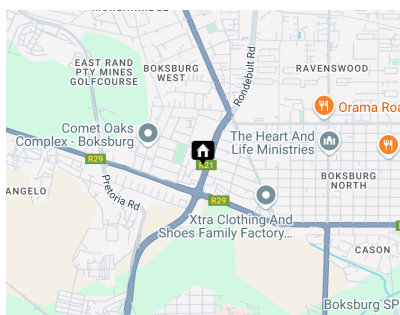 EAST RAND
PTY MINES
GOLFCOURSE
BOKSBURG
WEST
Rondebult Rd
RAVENSWOOD
Orama Roa
Comet Oaks
Complex - Boksburg
The Heart And
Life Ministries
R29
R21
ANGELO
Pretoria Rd
BOKSBURG
NORTH
R29
Xtra Clothing And
Shoes Family Factory...
CASON
Boksburg SP